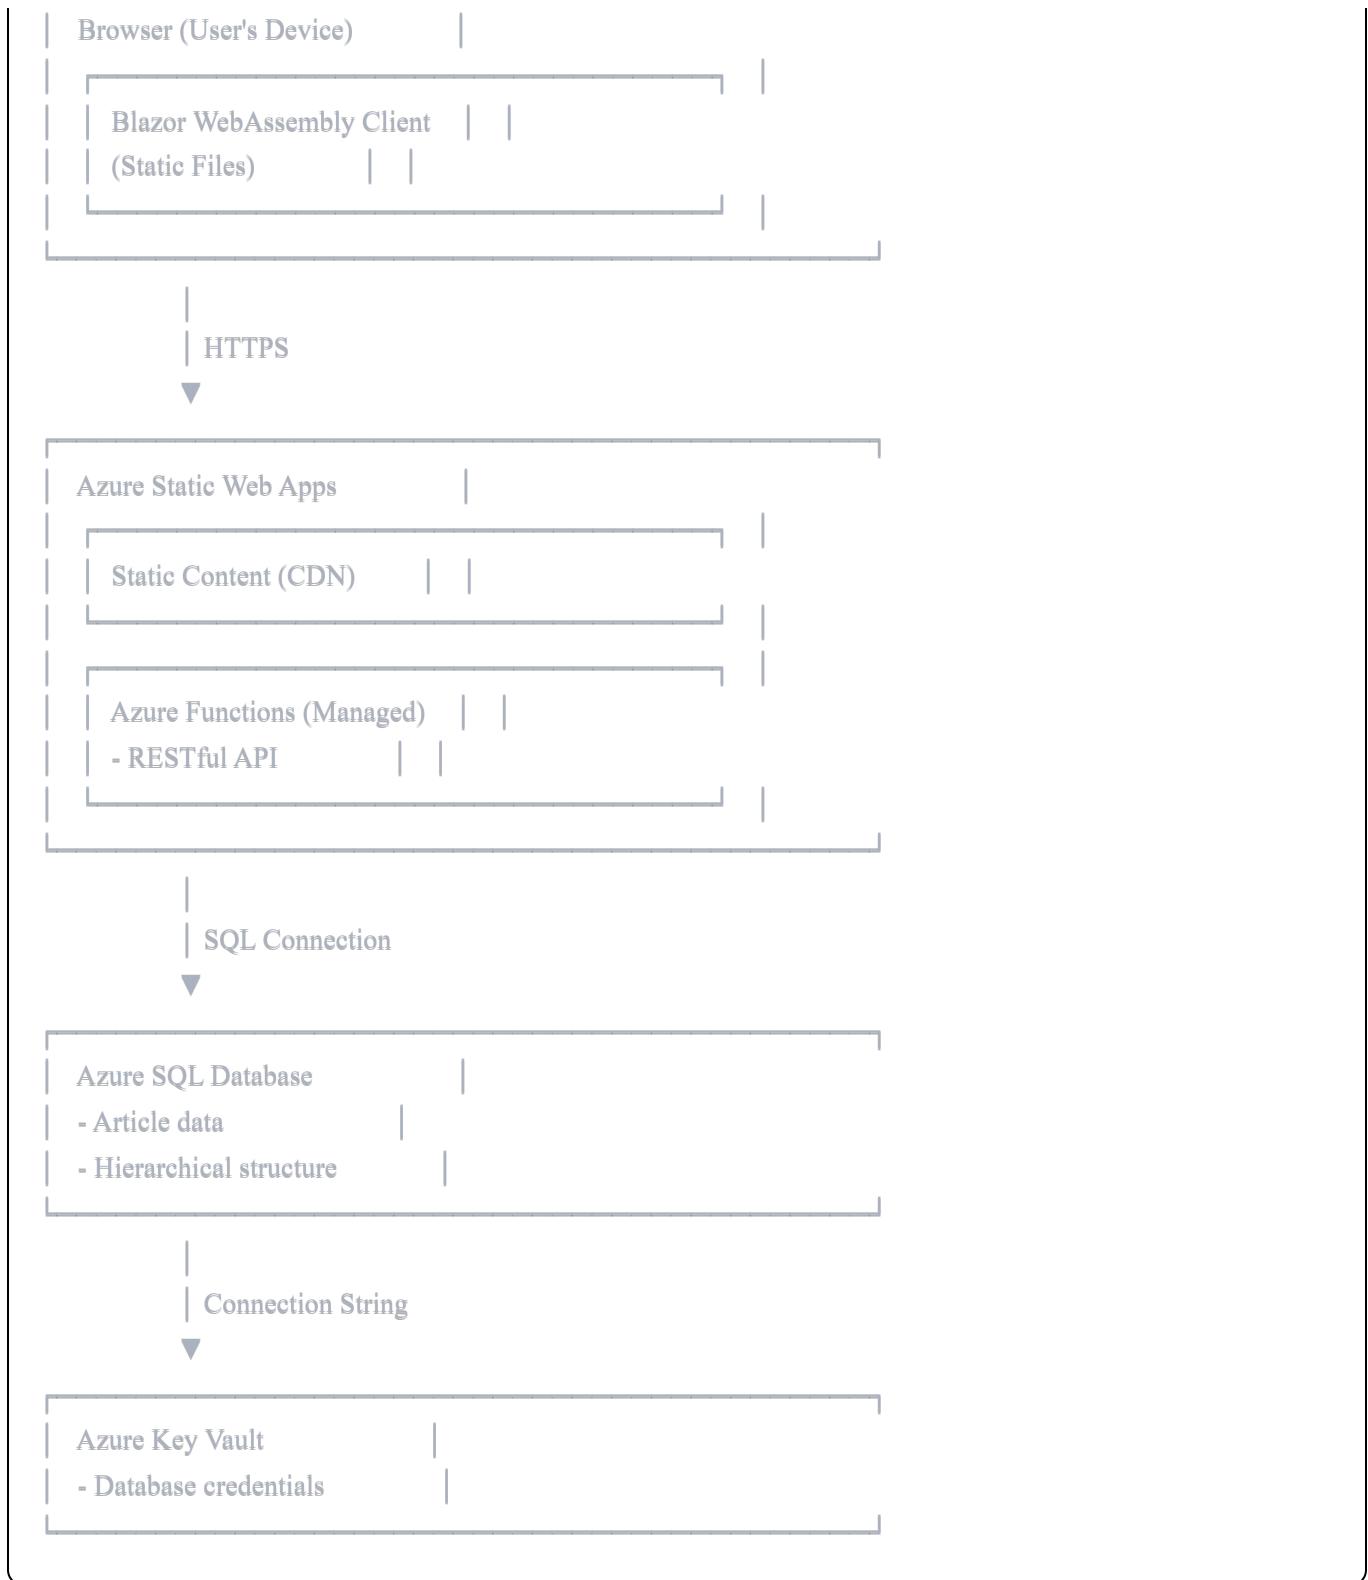 Browser (User's Device)
Blazor WebAssembly Client
(Static Files)
HTTPS
Azure Static Web Apps
Static Content (CDN)
Azure Functions (Managed)
- RESTful API
SQL Connection
Azure SQL Database
- Article data
- Hierarchical structure
Connection String
Azure Key Vault
- Database credentials